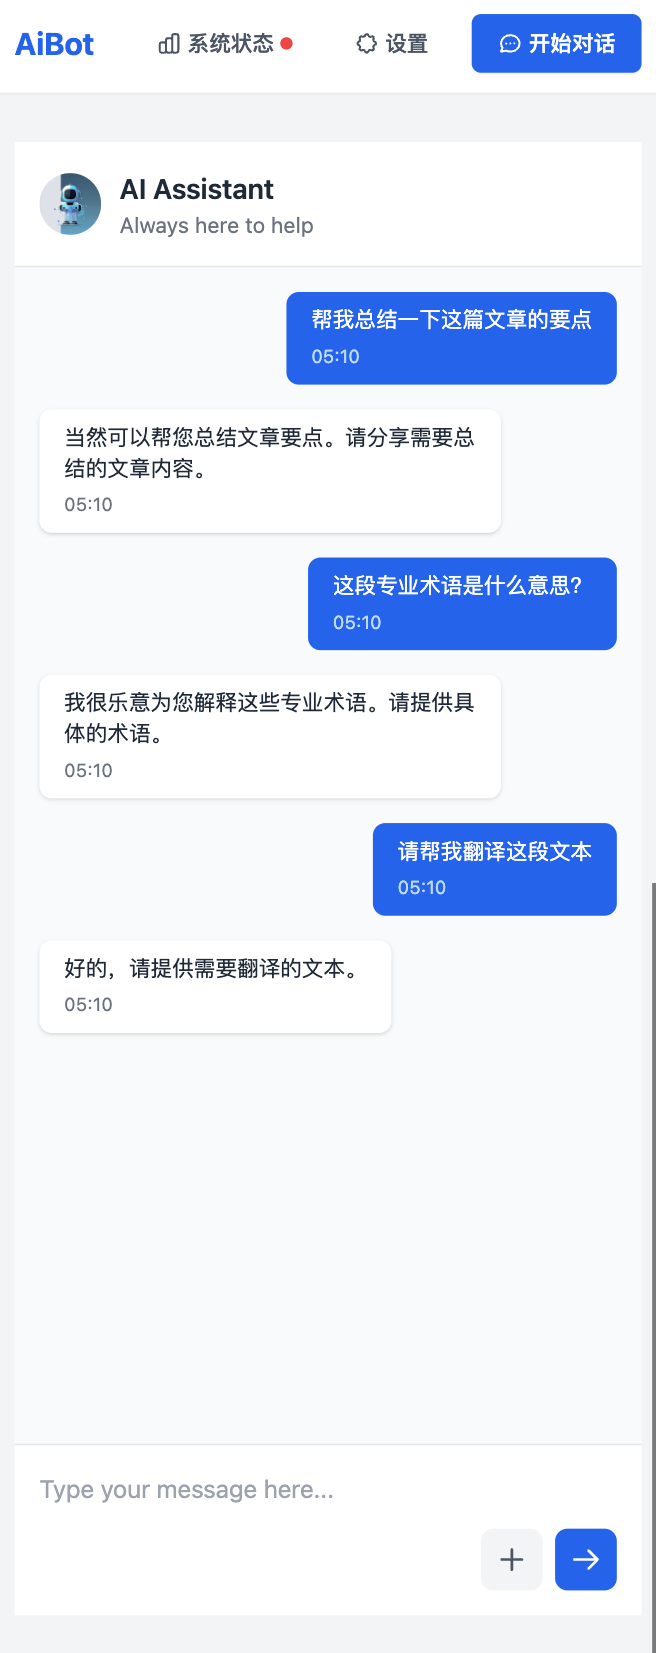 AiBot
系统状态
设置
开始对话
AI Assistant
Always here to help
帮我总结一下这篇文章的要点
05:10
当然可以帮您总结文章要点。请分享需要总
结的文章内容。
05:10
这段专业术语是什么意思?
05:10
我很乐意为您解释这些专业术语。请提供具
体的术语。
05:10
请帮我翻译这段文本
05:10
好的，请提供需要翻译的文本。
05:10
Type your message here...